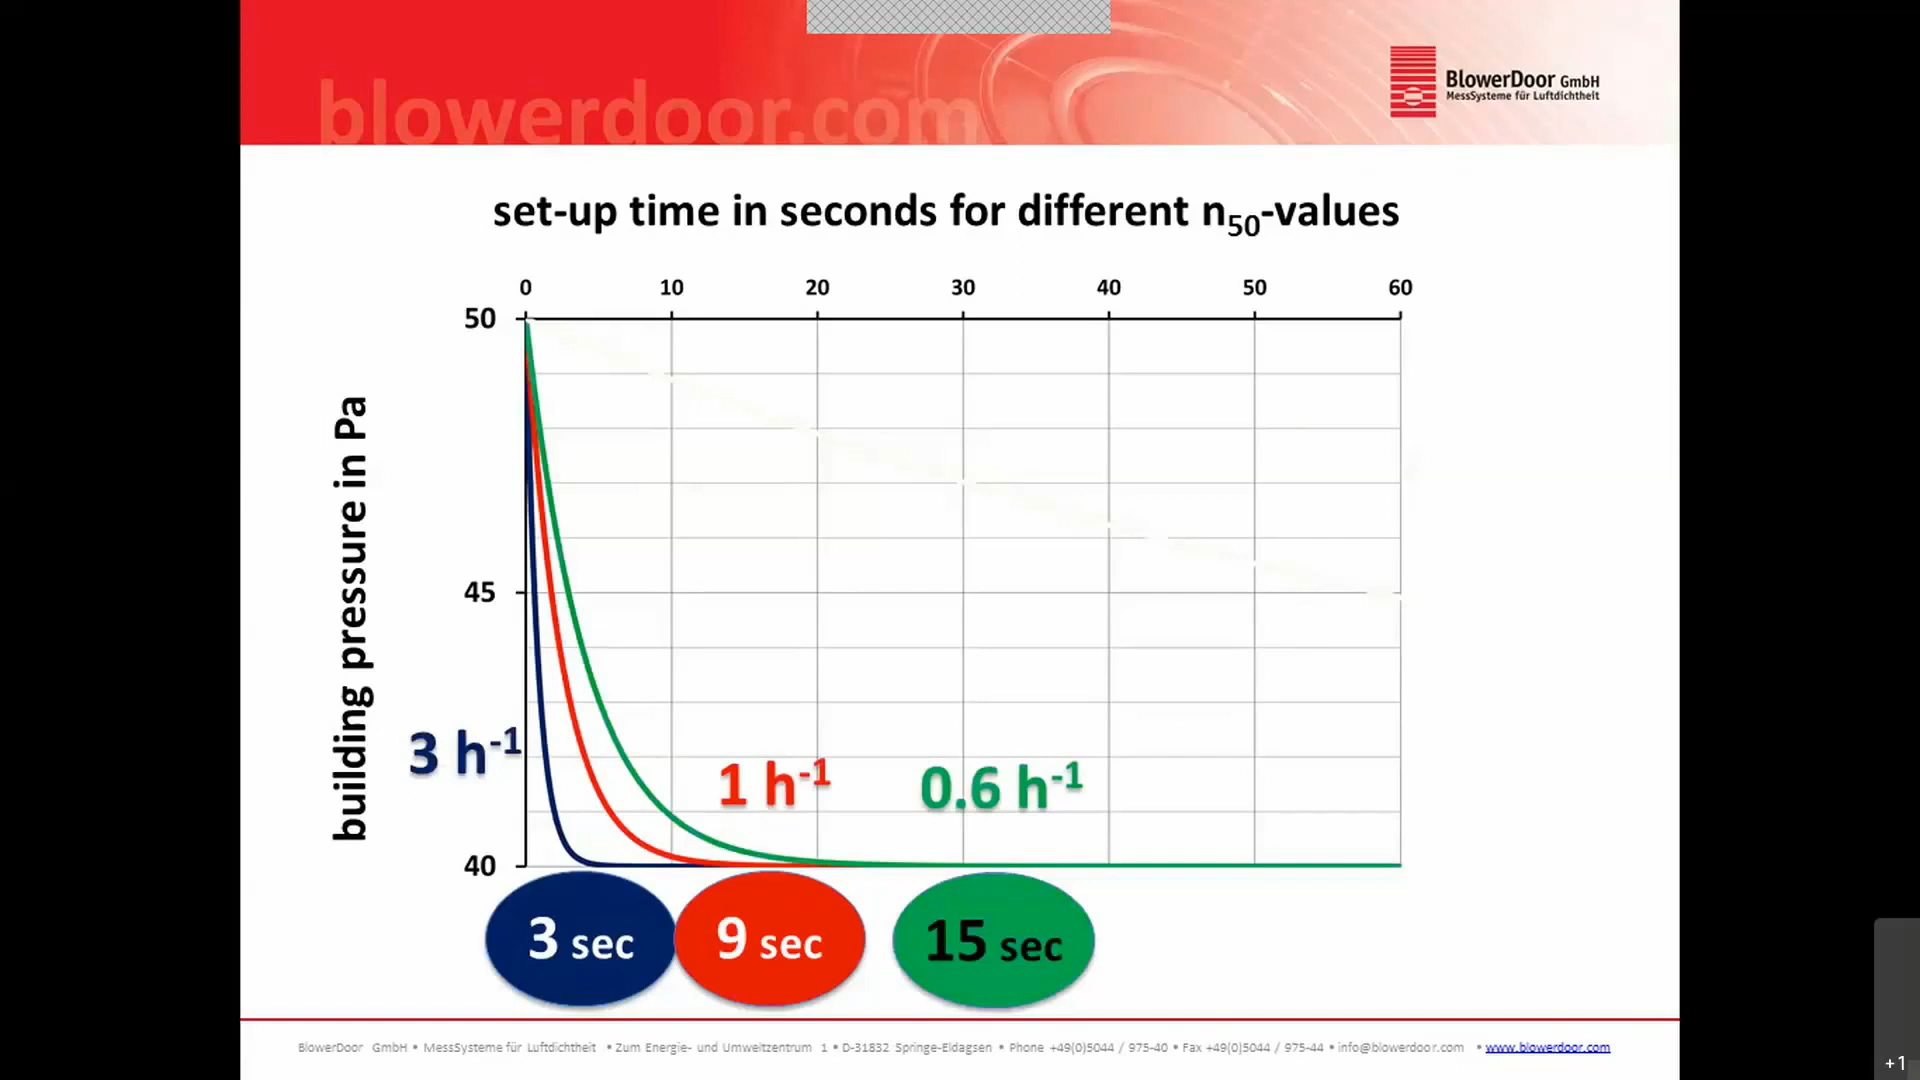 blowerdoor.com
BlowerDoor GmbH
MessSysteme für Luftdichtheit
set-up time in seconds for different n50-values
0 10 20 30 40 50 60
50
45
40
building pressure in Pa
3 h-1
1 h-1
0.6 h-1
3 sec
9 sec
15 sec
BlowerDoor GmbH • MessSysteme für Luftdichtheit • Zum Energie- und Umweltzentrum 1 • D-31832 Springe-Eldagsen • Phone +49(0)5044 / 975-40 • Fax +49(0)5044 / 975-44 • info@blowerdoor.com • www.blowerdoor.com
+1